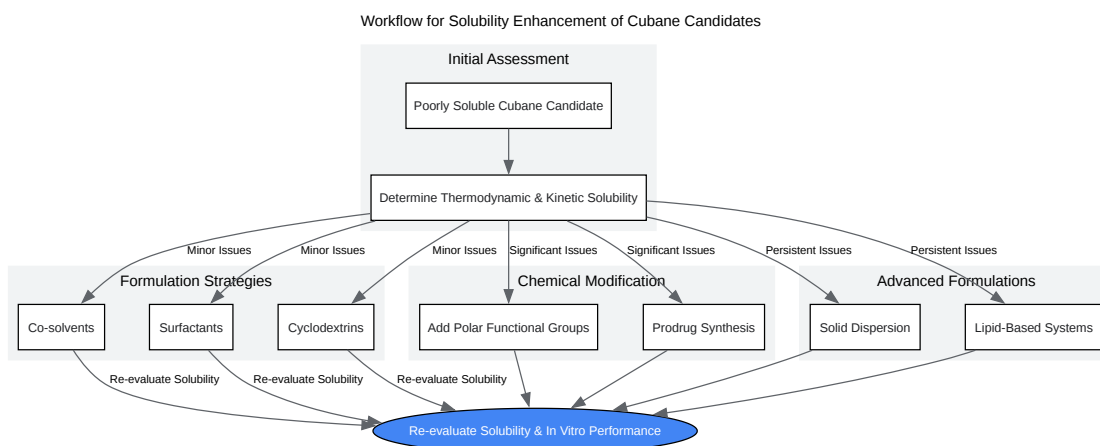 Workflow for Solubility Enhancement of Cubane Candidates
Initial Assessment
Poorly Soluble Cubane Candidate
Determine Thermodynamic & Kinetic Solubility
Minor Issues
Minor Issues
Minor Issues
Significant Issues
Significant Issues
Persistent Issues
Persistent Issues
Formulation Strategies
Chemical Modification
Advanced Formulations
Co-solvents
Surfactants
Cyclodextrins
Add Polar Functional Groups
Prodrug Synthesis
Solid Dispersion
Lipid-Based Systems
Re-evaluate Solubility
Re-evaluate Solubility
Re-evaluate Solubility
Re-evaluate Solubility & In Vitro Performance